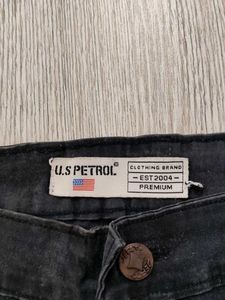 U.S PETROL®
CLOTHING BRAND
EST 2004
PREMIUM